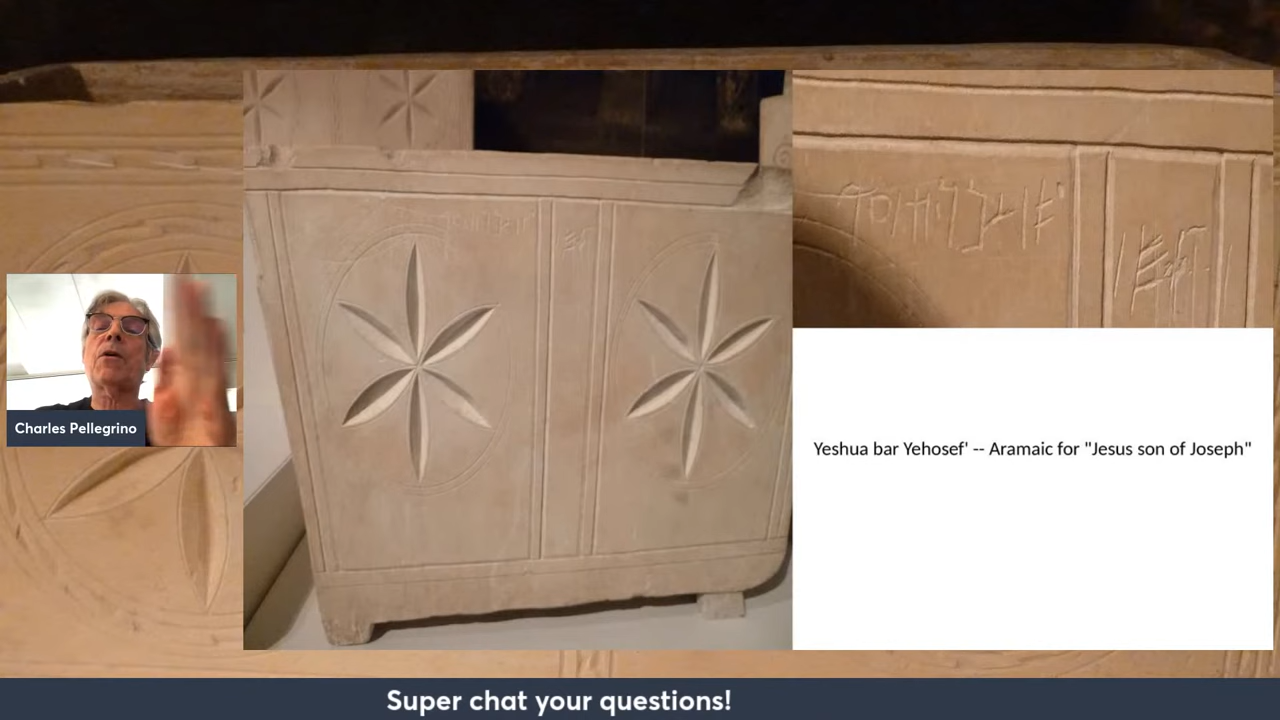 Charles Pellegrino
Yeshua bar Yehosef' -- Aramaic for "Jesus son of Joseph"
Super chat your questions!